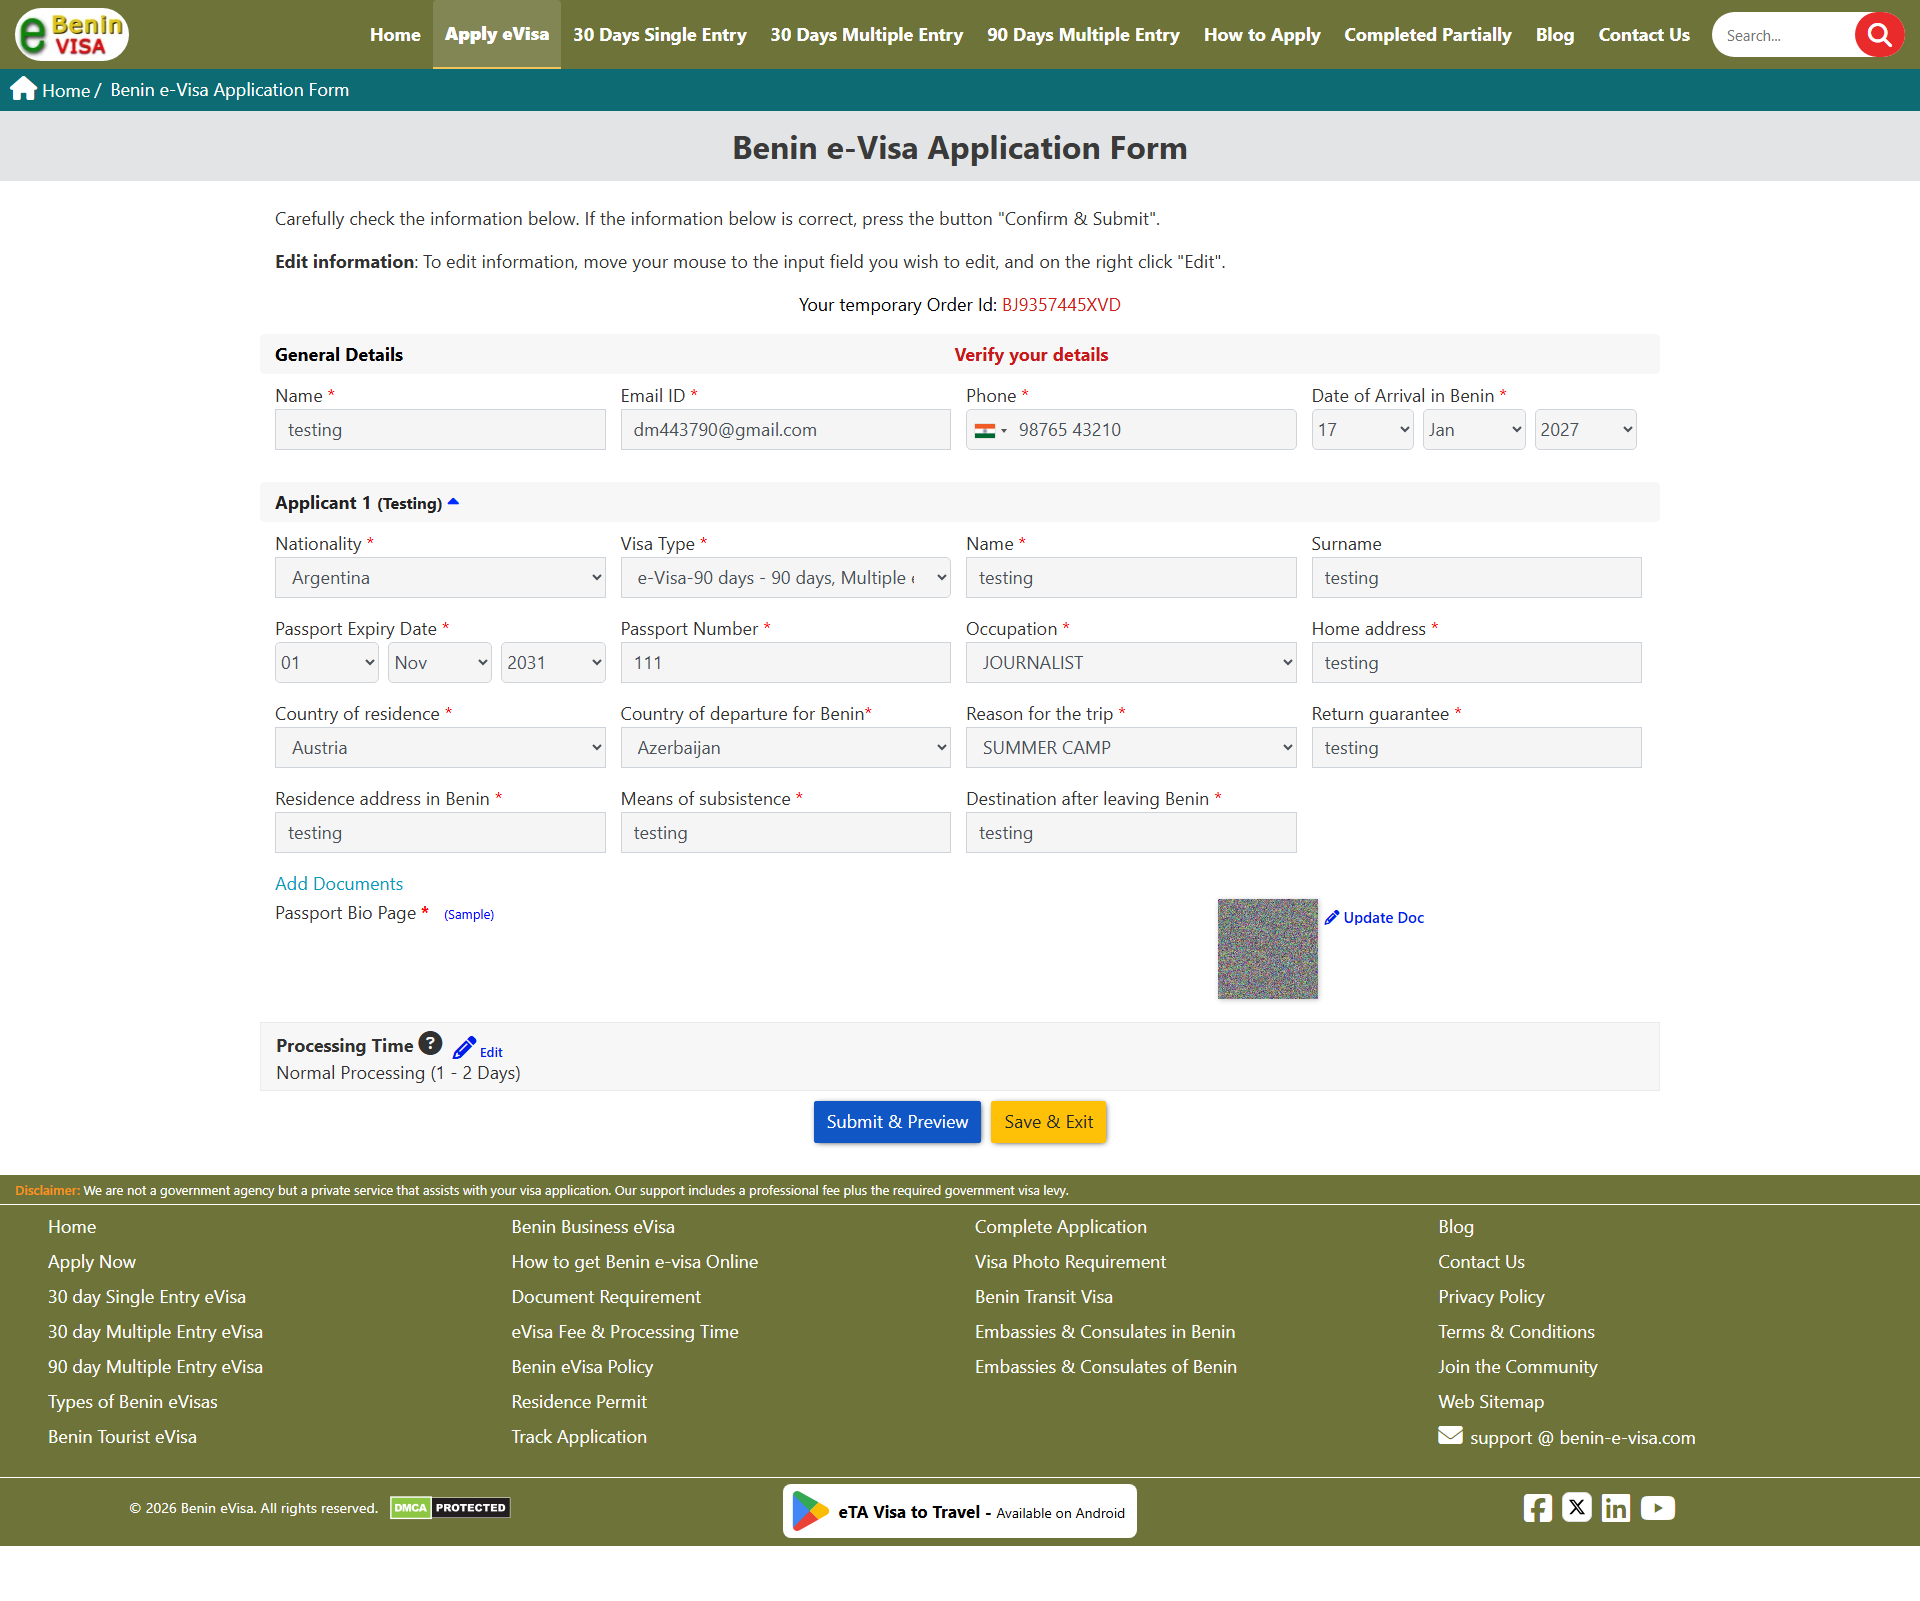 e Benin VISA
Home Apply eVisa 30 Days Single Entry 30 Days Multiple Entry 90 Days Multiple Entry How to Apply Completed Partially Blog Contact Us Search...
Home / Benin e-Visa Application Form
Benin e-Visa Application Form
Carefully check the information below. If the information below is correct, press the button "Confirm & Submit".
Edit information: To edit information, move your mouse to the input field you wish to edit, and on the right click "Edit".
Your temporary Order Id: BJ9357445XVD
General Details Verify your details
Name * Email ID * Phone * Date of Arrival in Benin *
testing dm443790@gmail.com 98765 43210 17 Jan 2027
Applicant 1 (Testing)
Nationality * Visa Type * Name * Surname
Argentina e-Visa-90 days - 90 days, Multiple testing testing
Passport Expiry Date * Passport Number * Occupation * Home address *
01 Nov 2031 111 JOURNALIST testing
Country of residence * Country of departure for Benin* Reason for the trip * Return guarantee *
Austria Azerbaijan SUMMER CAMP testing
Residence address in Benin * Means of subsistence * Destination after leaving Benin *
testing testing testing
Add Documents
Passport Bio Page * (Sample) Update Doc
Processing Time ? Edit
Normal Processing (1 - 2 Days)
Submit & Preview Save & Exit
Disclaimer: We are not a government agency but a private service that assists with your visa application. Our support includes a professional fee plus the required government visa levy.
Home Benin Business eVisa Complete Application Blog
Apply Now How to get Benin e-visa Online Visa Photo Requirement Contact Us
30 day Single Entry eVisa Document Requirement Benin Transit Visa Privacy Policy
30 day Multiple Entry eVisa eVisa Fee & Processing Time Embassies & Consulates in Benin Terms & Conditions
90 day Multiple Entry eVisa Benin eVisa Policy Embassies & Consulates of Benin Join the Community
Types of Benin eVisas Residence Permit Web Sitemap
Benin Tourist eVisa Track Application support @ benin-e-visa.com
© 2026 Benin eVisa. All rights reserved. DMCA PROTECTED eTA Visa to Travel - Available on Android